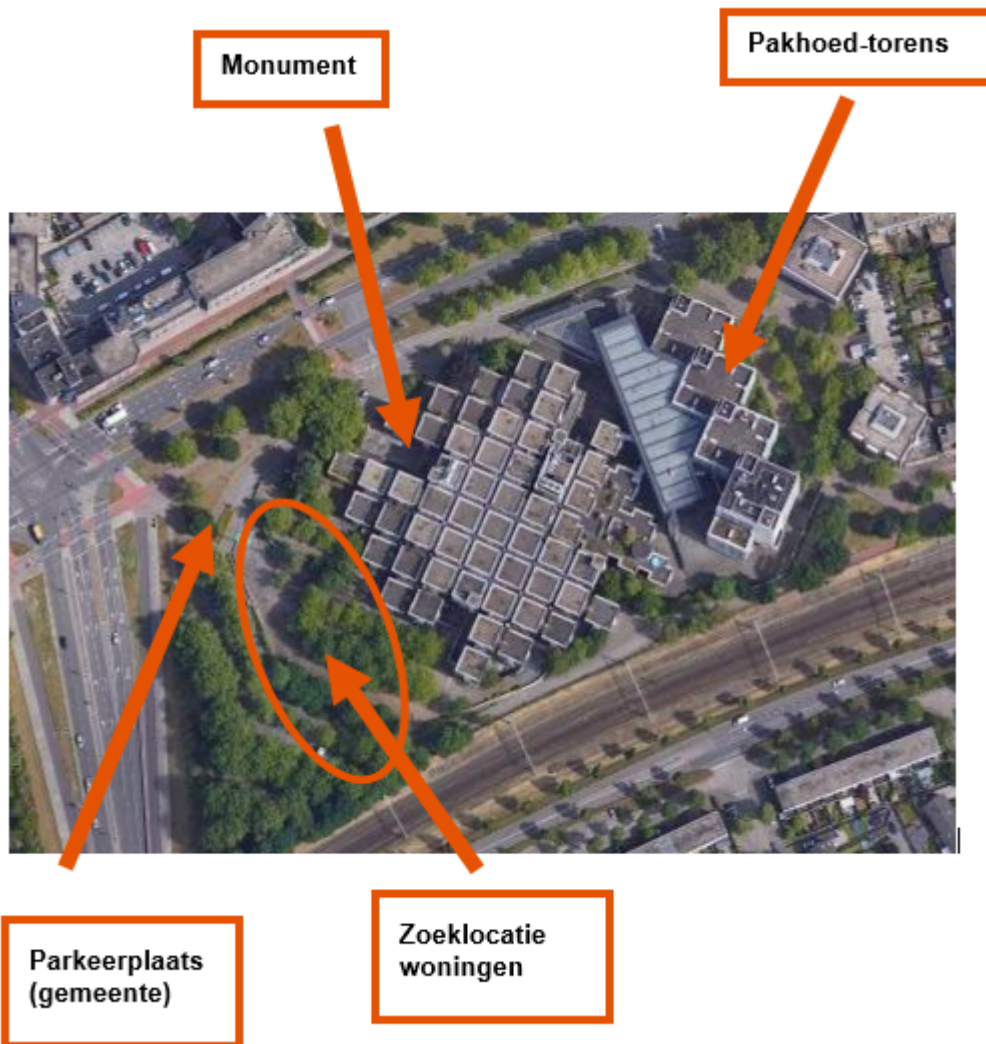 Monument
Pakhoed-torens
Parkeerplaats
(gemeente)
Zoeklocatie
woningen